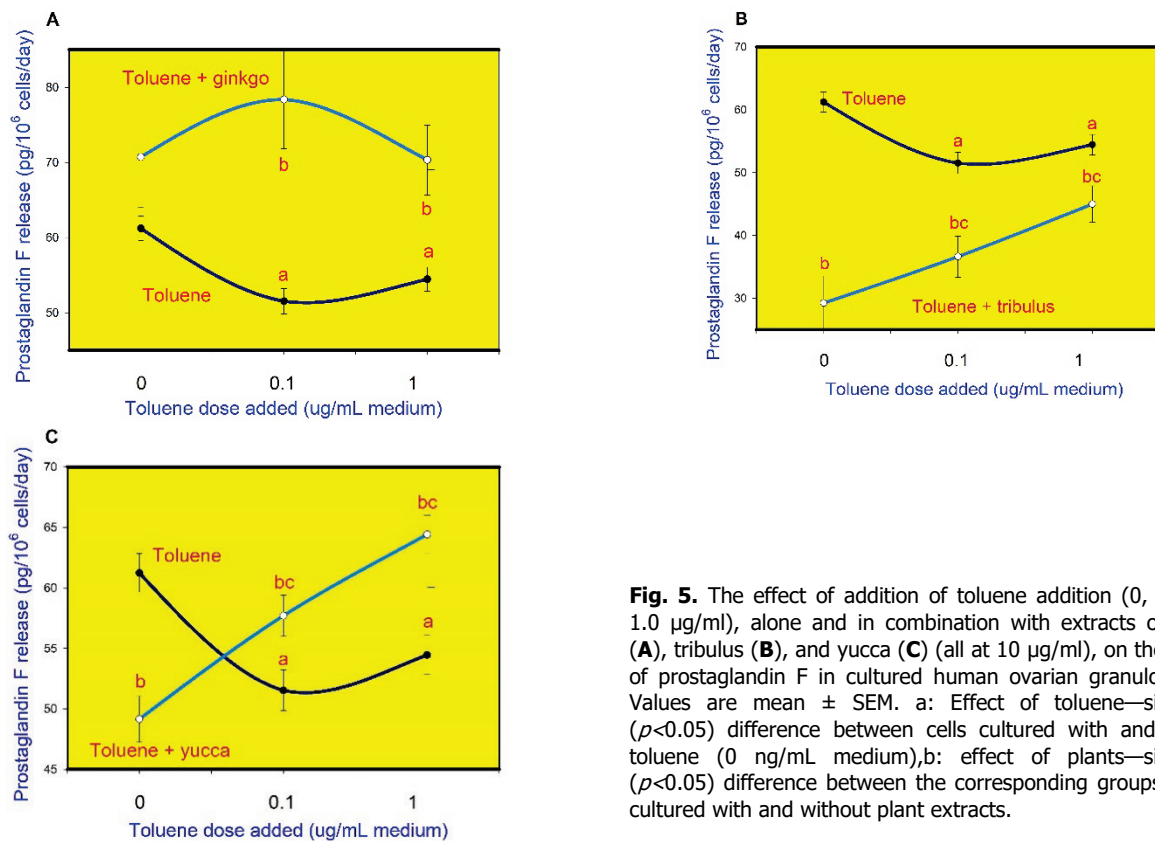 A
Prostaglandin F release (pg/10⁶ cells/day)
80
70
60
50
Toluene + ginkgo
b
b
a
a
Toluene
0
0.1
1
Toluene dose added (ug/mL medium)
B
Prostaglandin F release (pg/10⁶ cells/day)
70
60
50
40
30
Toluene
a
a
bc
bc
b
Toluene + tribulus
0
0.1
1
Toluene dose added (ug/mL medium)
C
Prostaglandin F release (pg/10⁶ cells/day)
70
65
60
55
50
45
Toluene
bc
bc
a
a
b
Toluene + yucca
0
0.1
1
Toluene dose added (ug/mL medium)
Fig. 5. The effect of addition of toluene addition (0,
1.0 µg/ml), alone and in combination with extracts o
(A), tribulus (B), and yucca (C) (all at 10 µg/ml), on the
of prostaglandin F in cultured human ovarian granulo
Values are mean ± SEM. a: Effect of toluene—si
(p<0.05) difference between cells cultured with and
toluene (0 ng/mL medium),b: effect of plants—si
(p<0.05) difference between the corresponding groups
cultured with and without plant extracts.